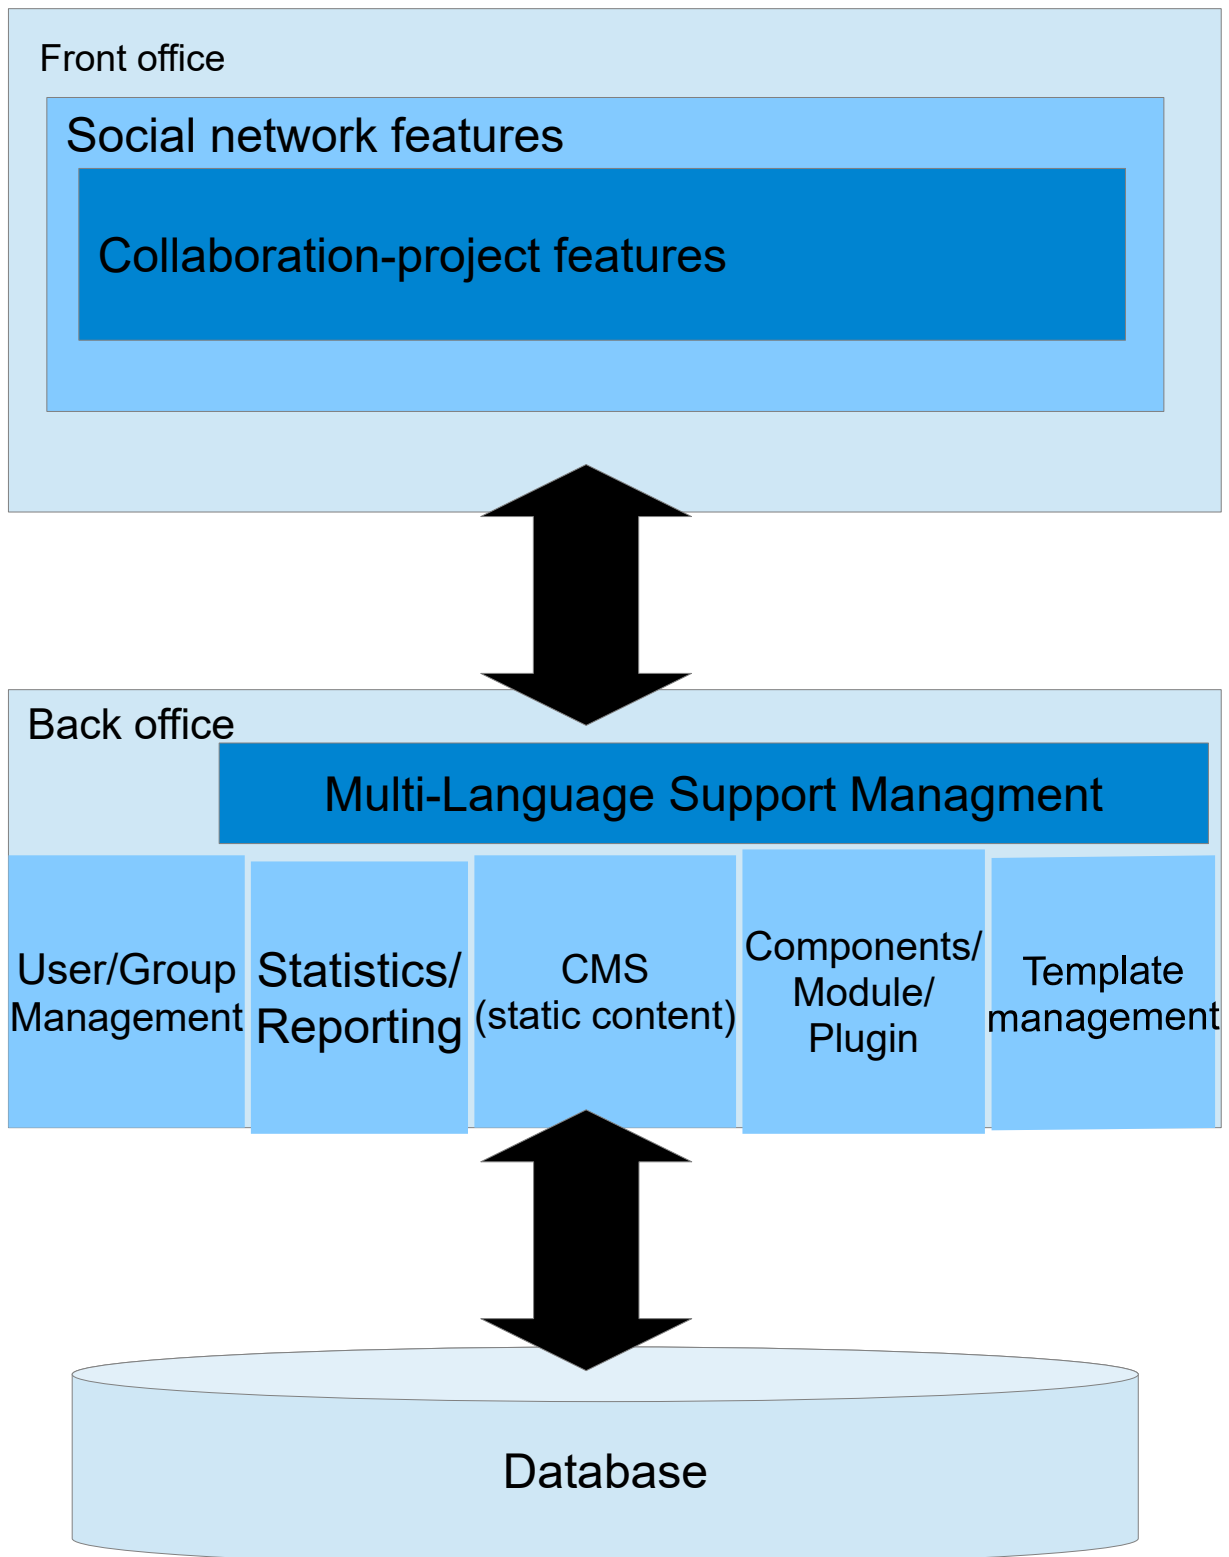 Front office
Social network features
Collaboration-project features
Back office
Multi-Language Support Managment
User/Group
Management
Statistics/
Reporting
CMS
(static content)
Components/
Module/
Plugin
Template
management
Database